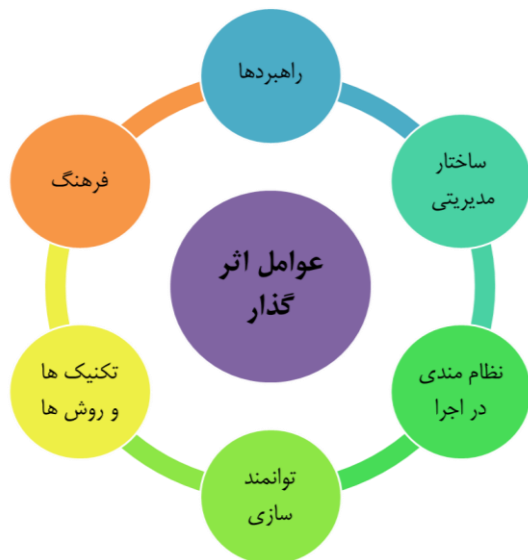 راهبردها
ساختار
مدیریتی
نظام مندی
در اجرا
توانمند
سازی
تکنیک ها
و روش ها
فرهنگ
عوامل اثر
گذار